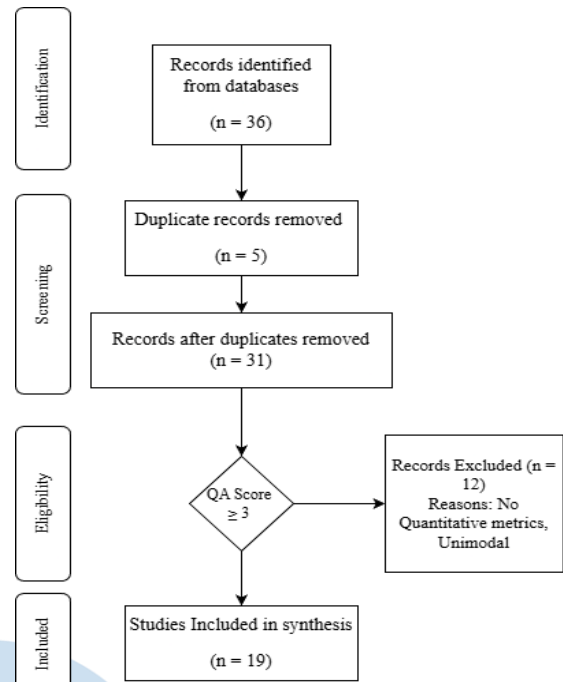 Identification
Records identified
from databases
(n = 36)
Screening
Duplicate records removed
(n = 5)
Records after duplicates removed
(n = 31)
Eligibility
QA Score
≥ 3
Records Excluded (n =
12)
Reasons: No
Quantitative metrics,
Unimodal
Included
Studies Included in synthesis
(n = 19)